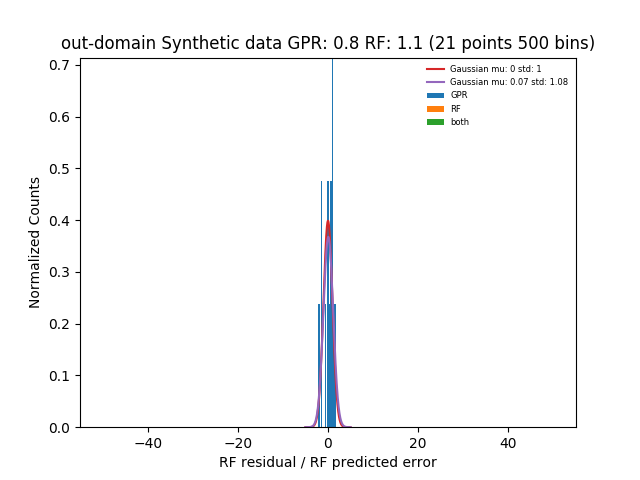 out-domain Synthetic data GPR: 0.8 RF: 1.1 (21 points 500 bins)
Normalized Counts
0.7
0.6
0.5
0.4
0.3
0.2
0.1
0.0
Gaussian mu: 0 std: 1
Gaussian mu: 0.07 std: 1.08
GPR
RF
both
−40 −20 0 20 40
RF residual / RF predicted error